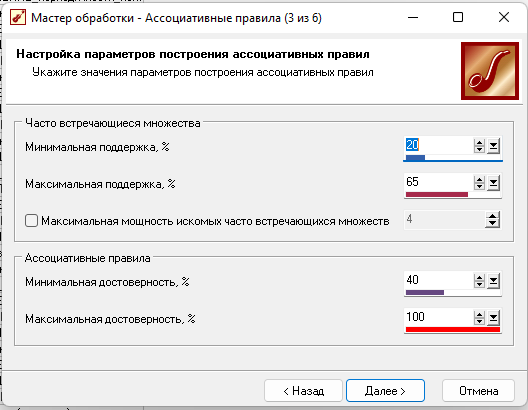 Мастер обработки - Ассоциативные правила (3 из 6)
Настройка параметров построения ассоциативных правил
Укажите значения параметров построения ассоциативных правил
Часто встречающиеся множества
Минимальная поддержка, % 20
Максимальная поддержка, % 65
Максимальная мощность искомых часто встречающихся множеств 4
Ассоциативные правила
Минимальная достоверность, % 40
Максимальная достоверность, % 100
< Назад Далее > Отмена